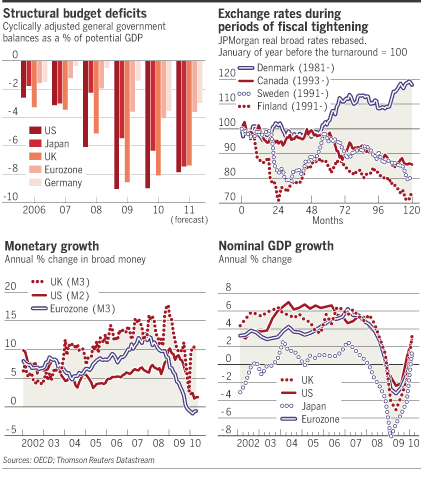 Structural budget deficits
Cyclically adjusted general government
balances as a % of potential GDP
0
-2
-4
-6
-8
-10
US
Japan
UK
Eurozone
Germany
2006 07 08 09 10 11
(forecast)
Exchange rates during
periods of fiscal tightening
JPMorgan real broad rates rebased.
January of year before the turnaround = 100
120
110
100
90
80
70
Denmark (1981-)
Canada (1993-)
Sweden (1991-)
Finland (1991-)
0 24 48 72 96 120
Months
Monetary growth
Annual % change in broad money
20
15
10
5
0
-5
UK (M3)
US (M2)
Eurozone (M3)
2002 03 04 05 06 07 08 09 10
Nominal GDP growth
Annual % change
8
6
4
2
0
-2
-4
-6
-8
UK
US
Japan
Eurozone
2002 03 04 05 06 07 08 09 10
Sources: OECD; Thomson Reuters Datastream